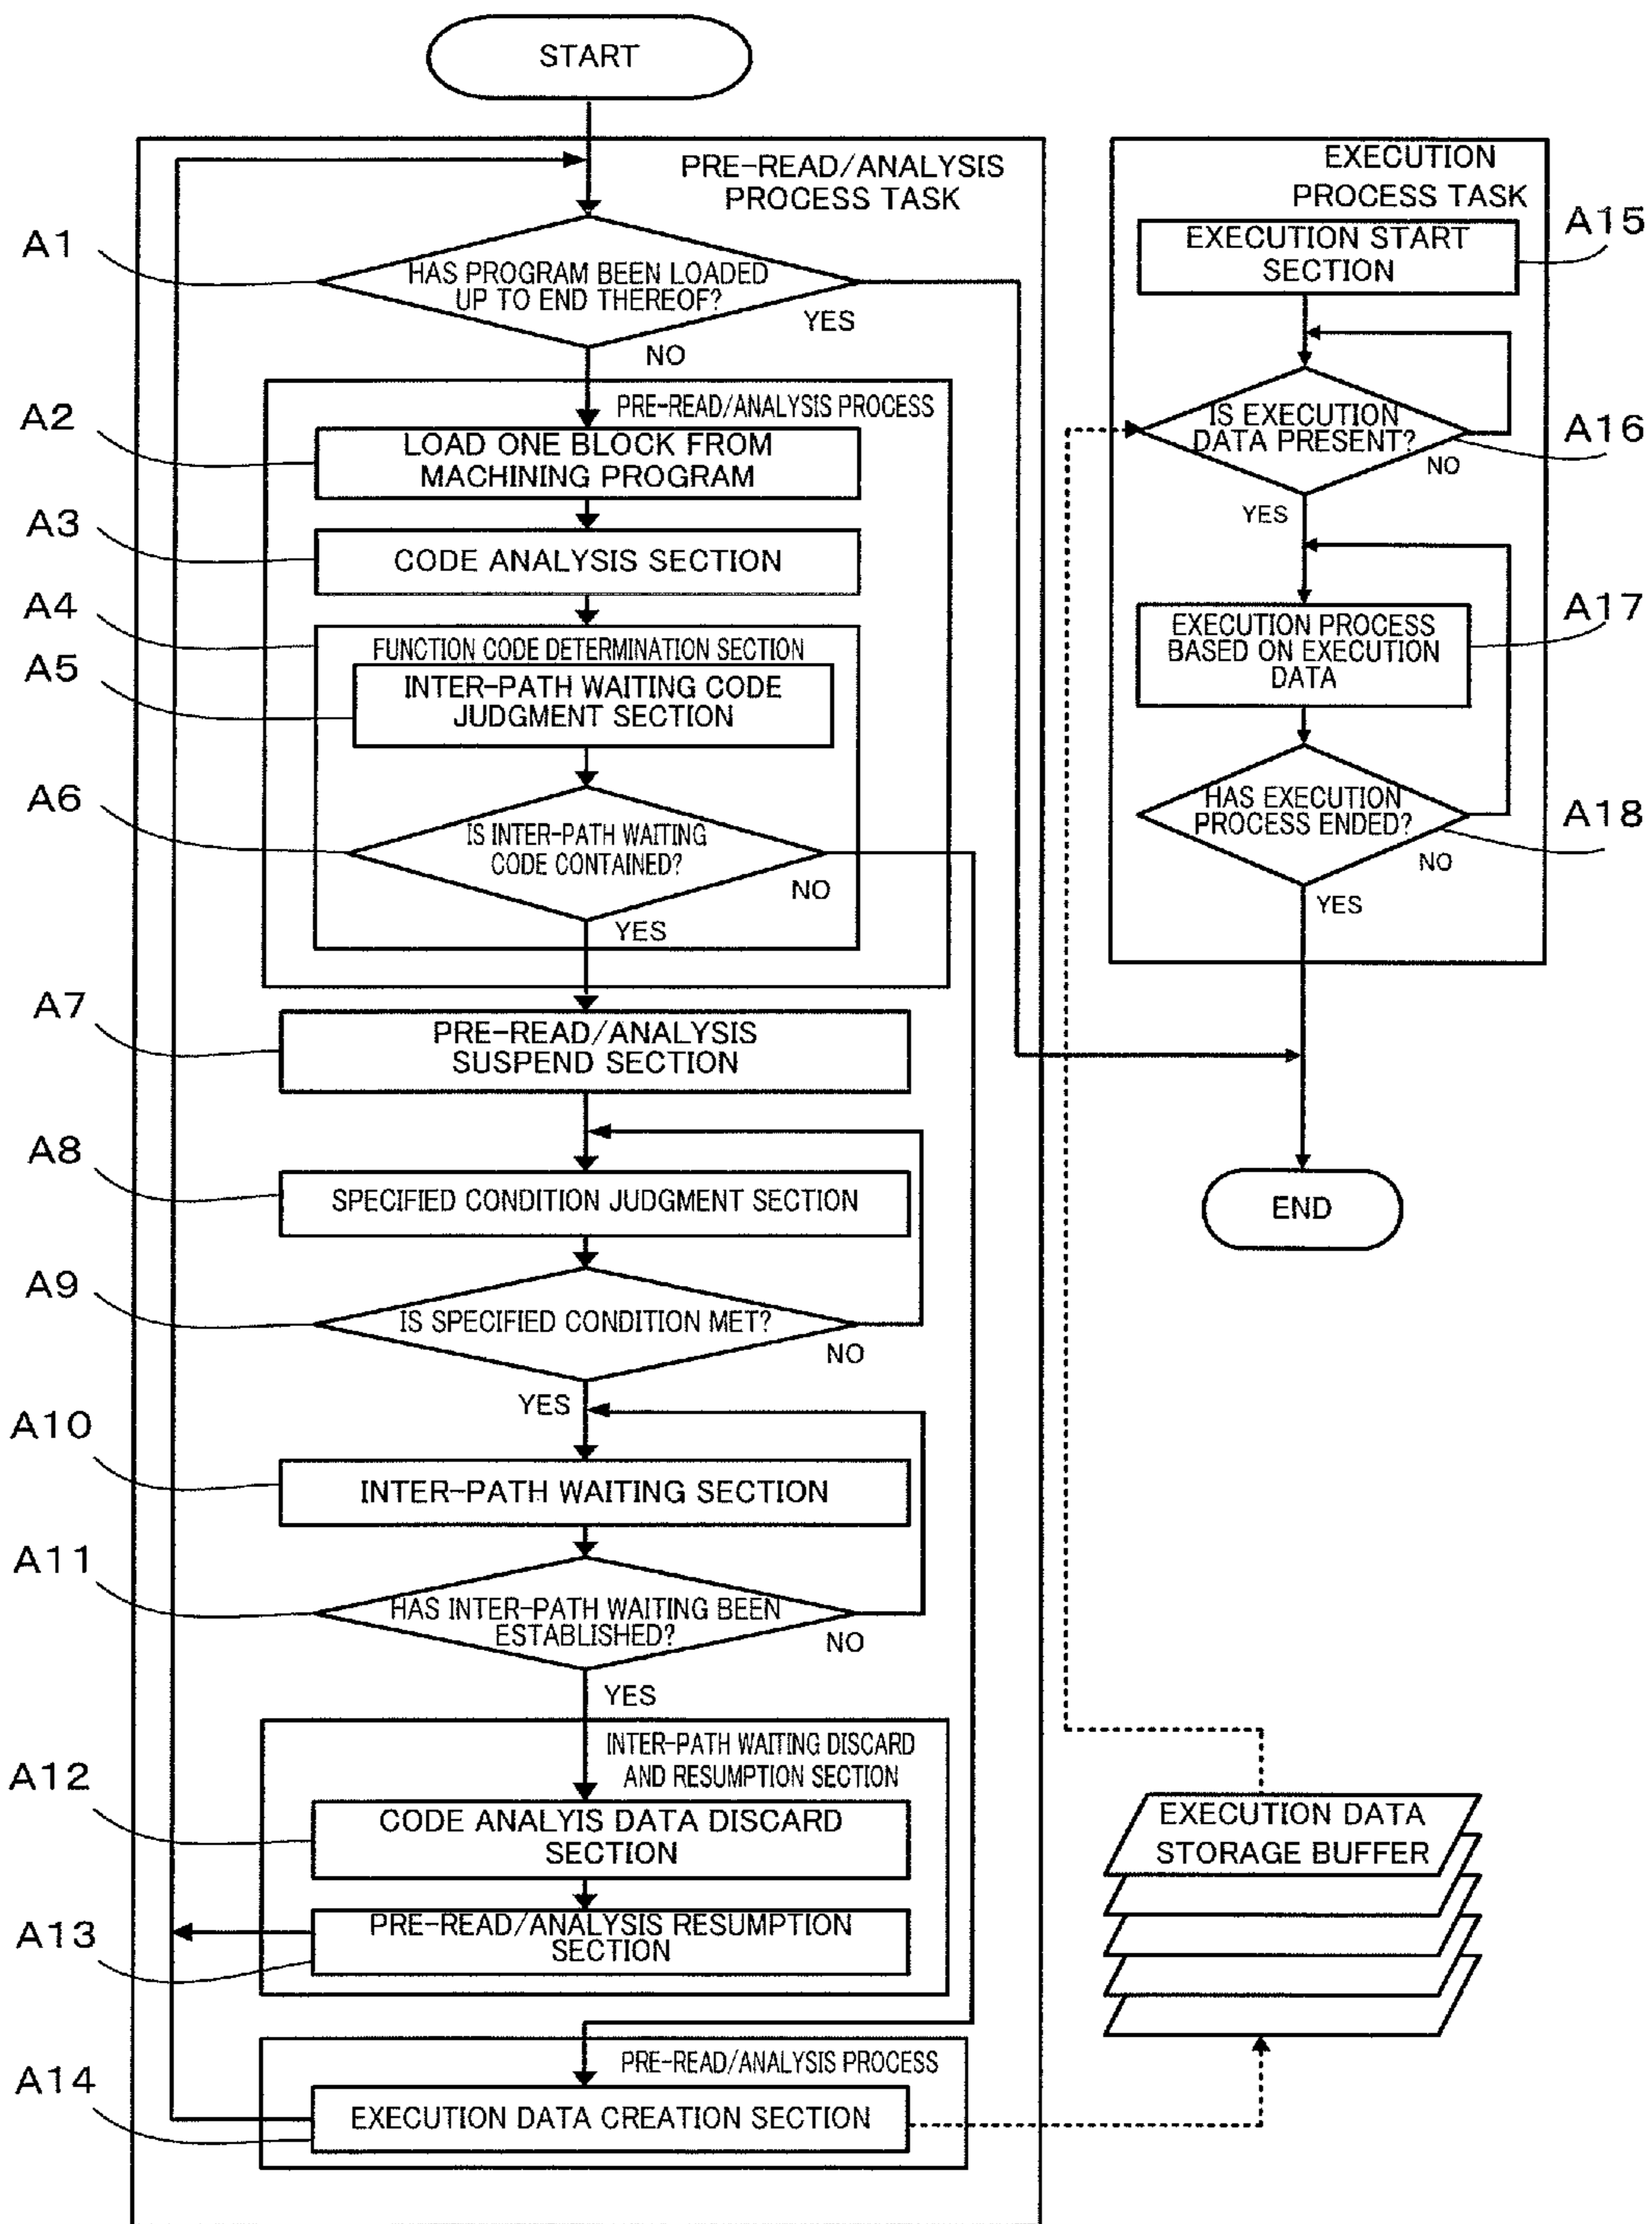 START
PRE-READ/ANALYSIS
PROCESS TASK
A1
HAS PROGRAM BEEN LOADED
UP TO END THEREOF?
YES
NO
PRE-READ/ANALYSIS PROCESS
A2
LOAD ONE BLOCK FROM
MACHINING PROGRAM
A3
CODE ANALYSIS SECTION
A4
FUNCTION CODE DETERMINATION SECTION
A5
INTER-PATH WAITING CODE
JUDGMENT SECTION
A6
IS INTER-PATH WAITING
CODE CONTAINED?
NO
YES
A7
PRE-READ/ANALYSIS
SUSPEND SECTION
A8
SPECIFIED CONDITION JUDGMENT SECTION
A9
IS SPECIFIED CONDITION MET?
NO
YES
A10
INTER-PATH WAITING SECTION
A11
HAS INTER-PATH WAITING BEEN
ESTABLISHED?
NO
YES
INTER-PATH WAITING DISCARD
AND RESUMPTION SECTION
A12
CODE ANALYIS DATA DISCARD
SECTION
A13
PRE-READ/ANALYSIS RESUMPTION
SECTION
PRE-READ/ANALYSIS PROCESS
A14
EXECUTION DATA CREATION SECTION
EXECUTION
PROCESS TASK
A15
EXECUTION START
SECTION
IS EXECUTION
DATA PRESENT?
A16
NO
YES
A17
EXECUTION PROCESS
BASED ON EXECUTION
DATA
HAS EXECUTION
PROCESS ENDED?
A18
NO
YES
END
EXECUTION DATA
STORAGE BUFFER